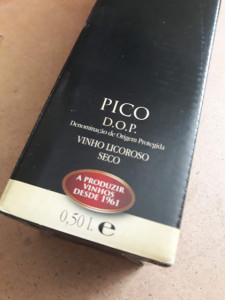 PICO
D.O.P.
Denominação de Origem Protegida
VINHO LICOROSO
SECO
A PRODUZIR
VINHOS
DESDE 1961
0,50 l. e